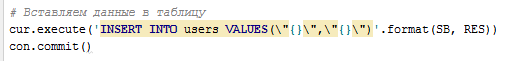 # Вставляем данные в таблицу
cur.execute('INSERT INTO users VALUES(\"{}\",\"{}\")'.format(SB, RES))
con.commit()